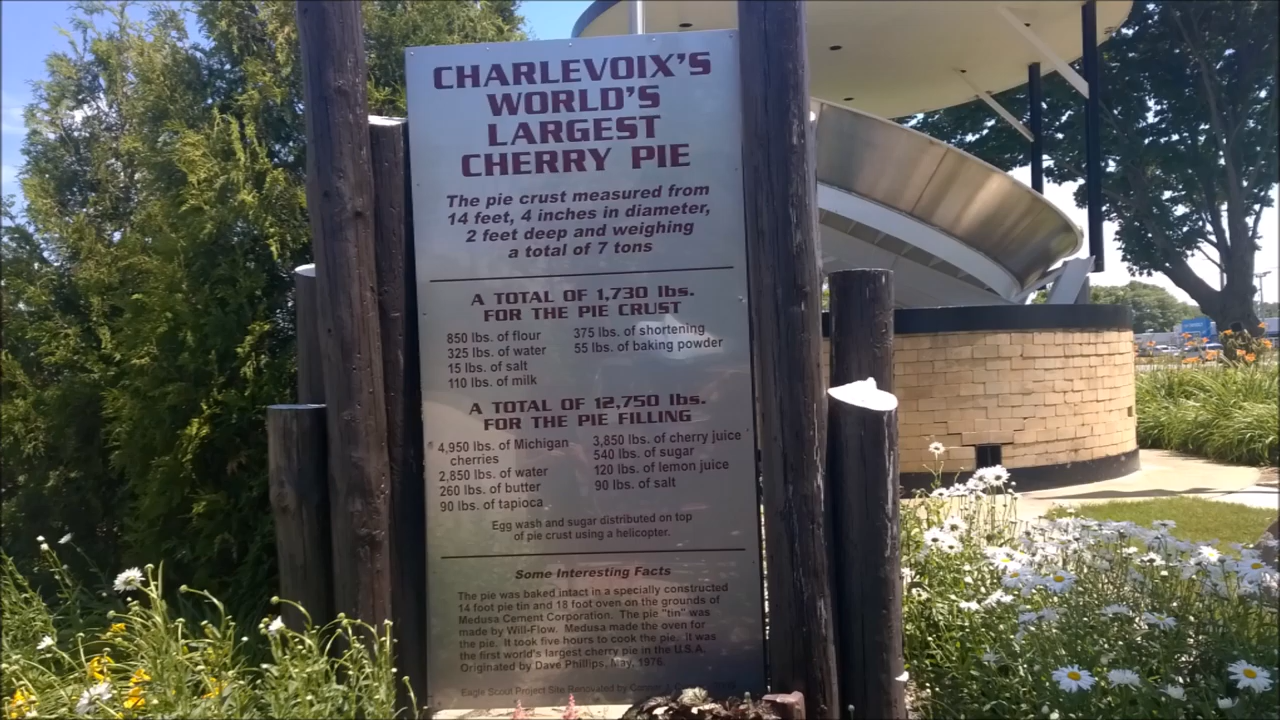 CHARLEVOIX'S
WORLD'S
LARGEST
CHERRY PIE
The pie crust measured from
14 feet, 4 inches in diameter,
2 feet deep and weighing
a total of 7 tons
A TOTAL OF 1,730 lbs.
FOR THE PIE CRUST
850 lbs. of flour
325 lbs. of water
15 lbs. of salt
110 lbs. of milk
375 lbs. of shortening
55 lbs. of baking powder
A TOTAL OF 12,750 lbs.
FOR THE PIE FILLING
4,950 lbs. of Michigan
cherries
2,850 lbs. of water
260 lbs. of butter
90 lbs. of tapioca
3,850 lbs. of cherry juice
540 lbs. of sugar
120 lbs. of lemon juice
90 lbs. of salt
Egg wash and sugar distributed on top
of pie crust using a helicopter.
Some Interesting Facts
The pie was baked intact in a specially constructed
14 foot pie tin and 18 foot oven on the grounds of
Medusa Cement Corporation. The pie "tin" was
made by Will-Flow. Medusa made the oven for
the pie. It took five hours to cook the pie. It was
the first world's largest cherry pie in the U.S.A.
Originated by Dave Phillips, May, 1976.
Eagle Scout Project Site Renovated by